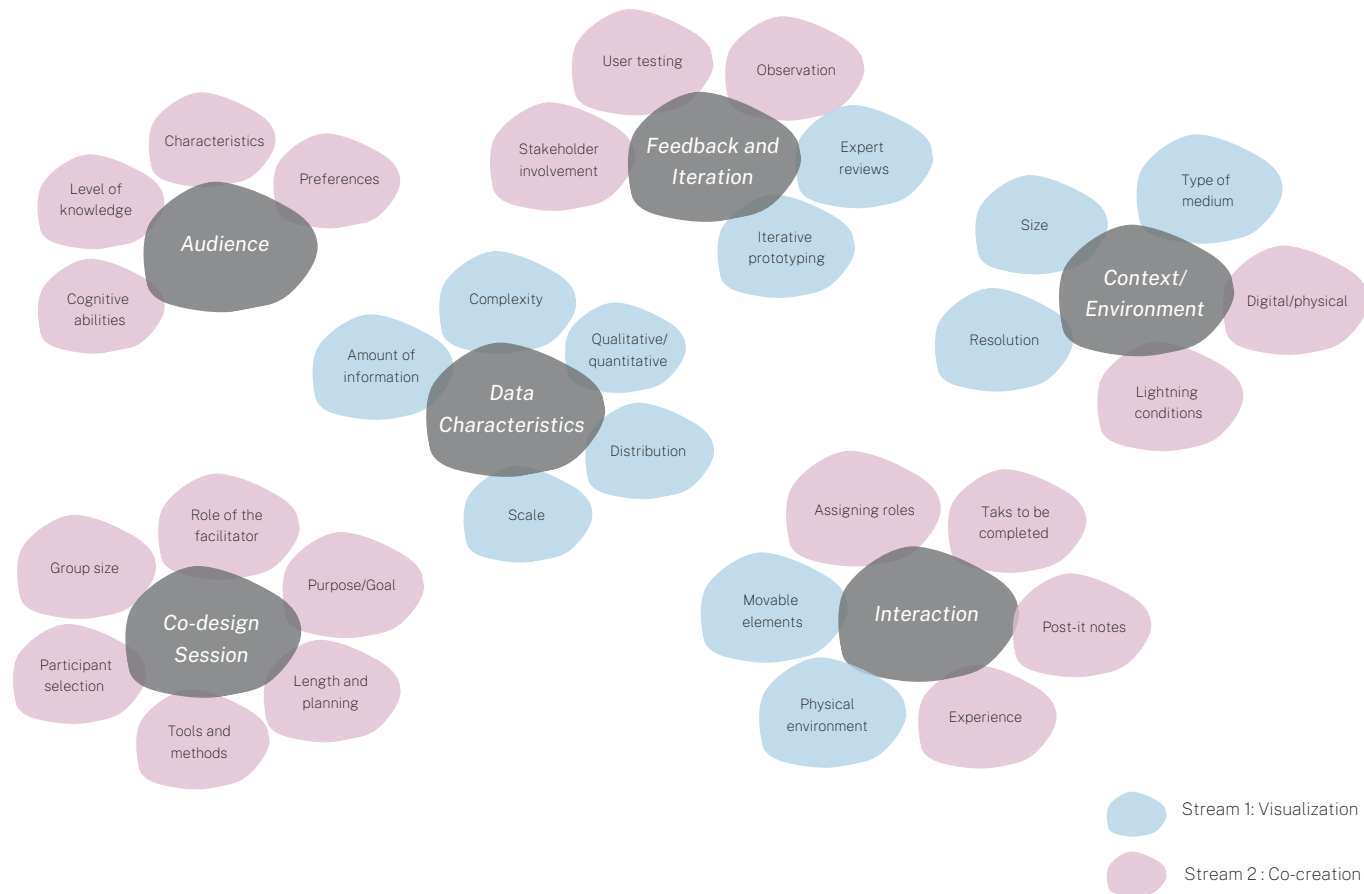 User testing
Observation
Stakeholder
involvement
Feedback and
Iteration
Expert
reviews
Iterative
prototyping
Characteristics
Preferences
Level of
knowledge
Audience
Cognitive
abilities
Type of
medium
Size
Context/
Environment
Digital/physical
Resolution
Lightning
conditions
Complexity
Amount of
information
Qualitative/
quantitative
Data
Characteristics
Distribution
Scale
Role of the
facilitator
Group size
Purpose/Goal
Co-design
Session
Participant
selection
Length and
planning
Tools and
methods
Assigning roles
Taks to be
completed
Movable
elements
Interaction
Post-it notes
Physical
environment
Experience
Stream 1: Visualization
Stream 2 : Co-creation